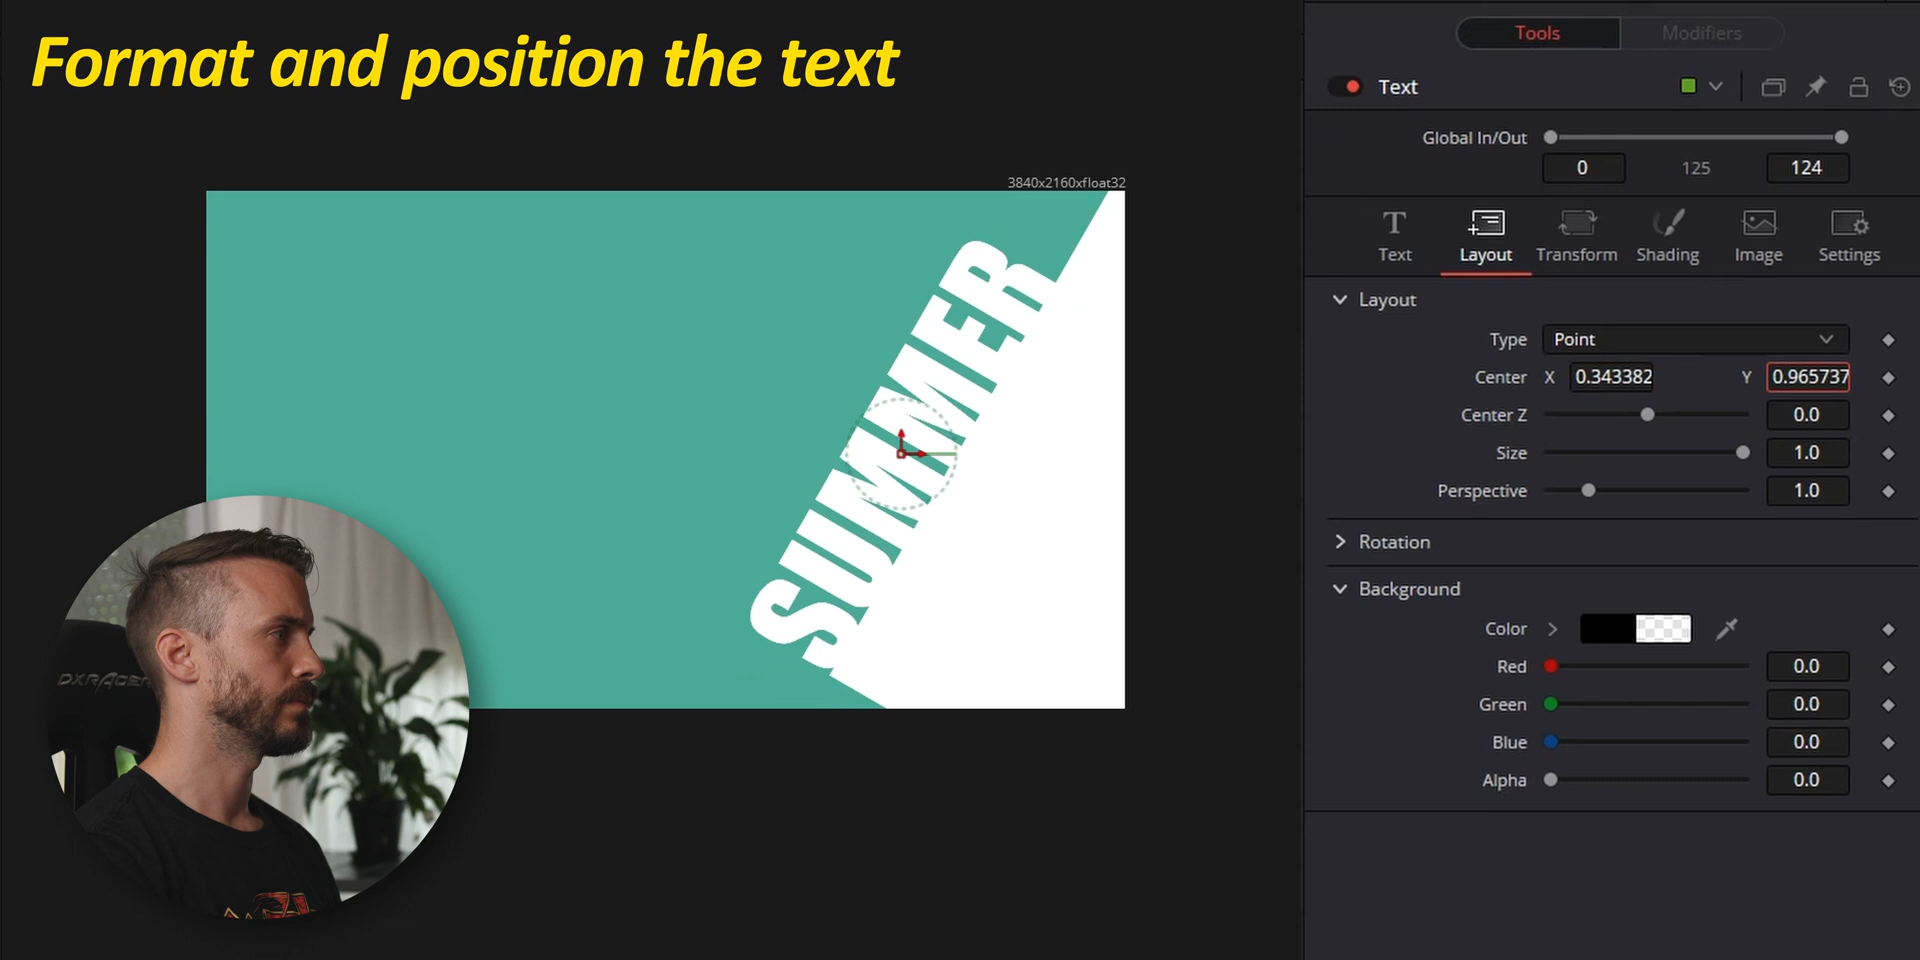 Format and position the text
3840x2160xfloat32
SUMMER
DXRACER
Tools
Modifiers
Text
Global In/Out
0
125
124
Text
Layout
Transform
Shading
Image
Settings
Layout
Type
Point
Center
X
0.343382
Y
0.965737
Center Z
0.0
Size
1.0
Perspective
1.0
Rotation
Background
Color
Red
0.0
Green
0.0
Blue
0.0
Alpha
0.0